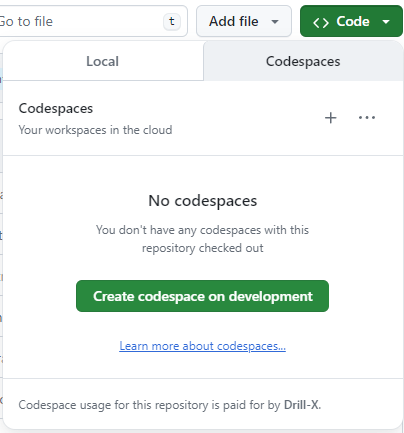 Go to file t Add file Code
Local Codespaces
Codespaces
Your workspaces in the cloud
No codespaces
You don't have any codespaces with this
repository checked out
Create codespace on development
Learn more about codespaces...
Codespace usage for this repository is paid for by Drill-X.